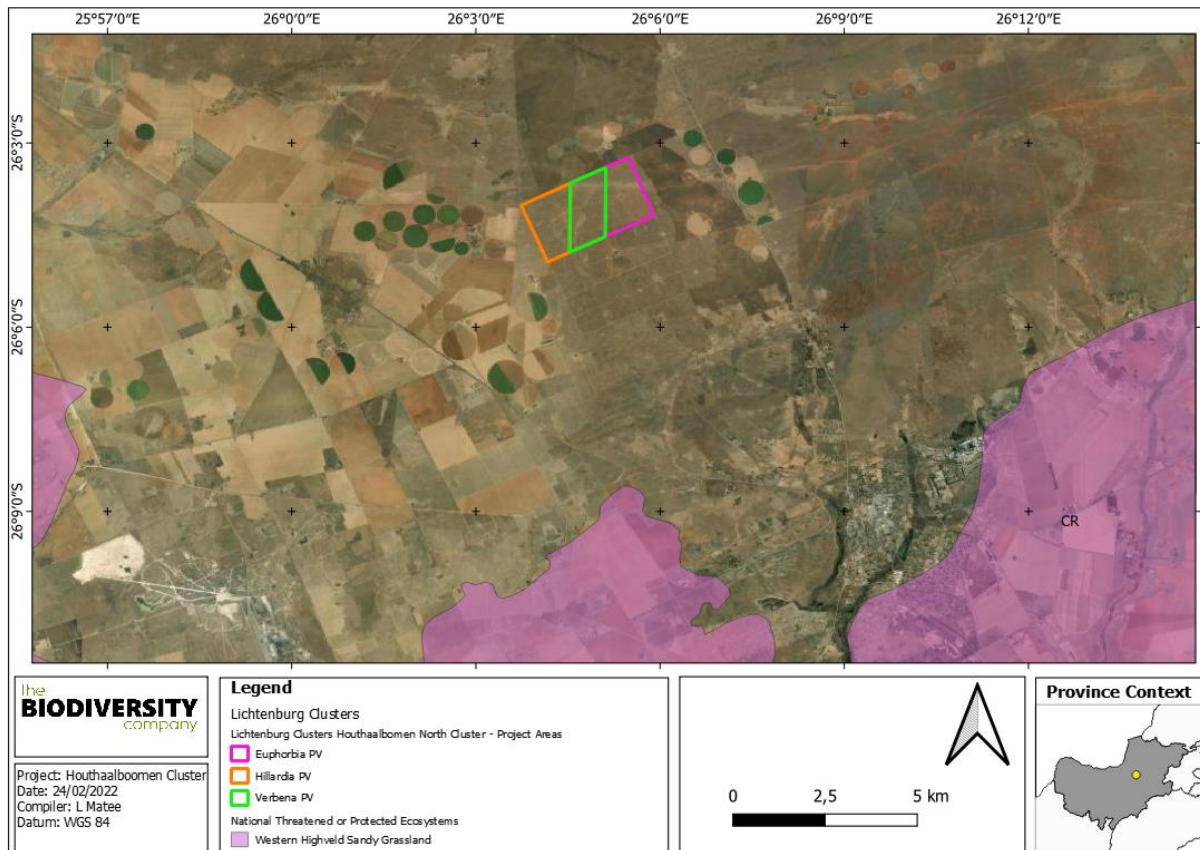 25°57'0"E 26°0'0"E 26°3'0"E 26°6'0"E 26°9'0"E 26°12'0"E
26°3'0"S
26°6'0"S
26°9'0"S
CR
the
BIODIVERSITY
company
Project: Houthaalboomen Cluster
Date: 24/02/2022
Compiler: L Matee
Datum: WGS 84
Legend
Lichtenburg Clusters
Lichtenburg Clusters Houthaalbomen North Cluster - Project Areas
Euphorbia PV
Hillardia PV
Verbena PV
National Threatened or Protected Ecosystems
Western Highveld Sandy Grassland
0 2,5 5 km
Province Context